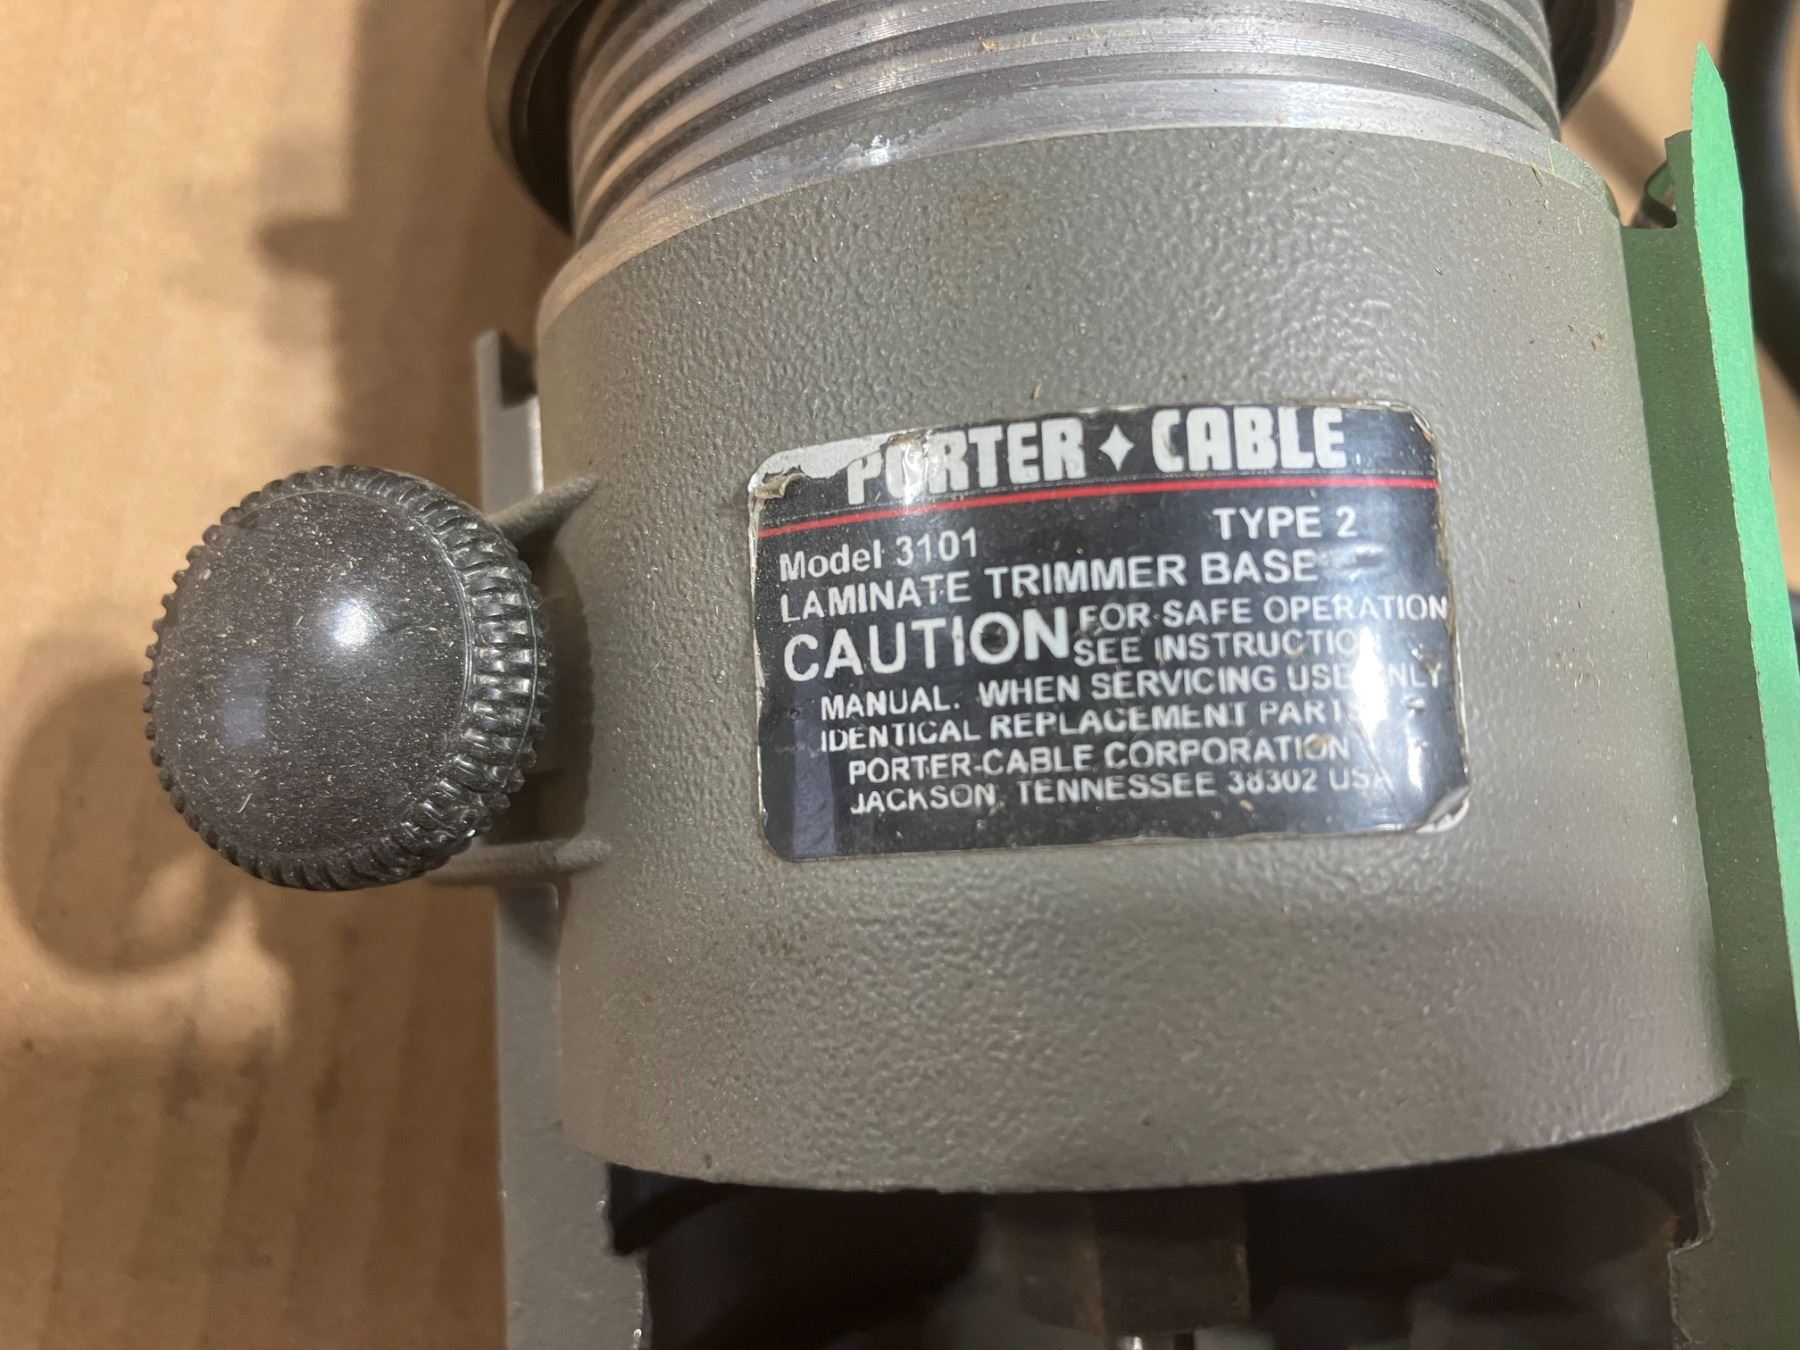 PORTER CABLE
Model 3101 TYPE 2
LAMINATE TRIMMER BASE
CAUTION FOR SAFE OPERATION
SEE INSTRUCTION
MANUAL. WHEN SERVICING USE ONLY
IDENTICAL REPLACEMENT PARTS
PORTER-CABLE CORPORATION
JACKSON, TENNESSEE 38302 USA